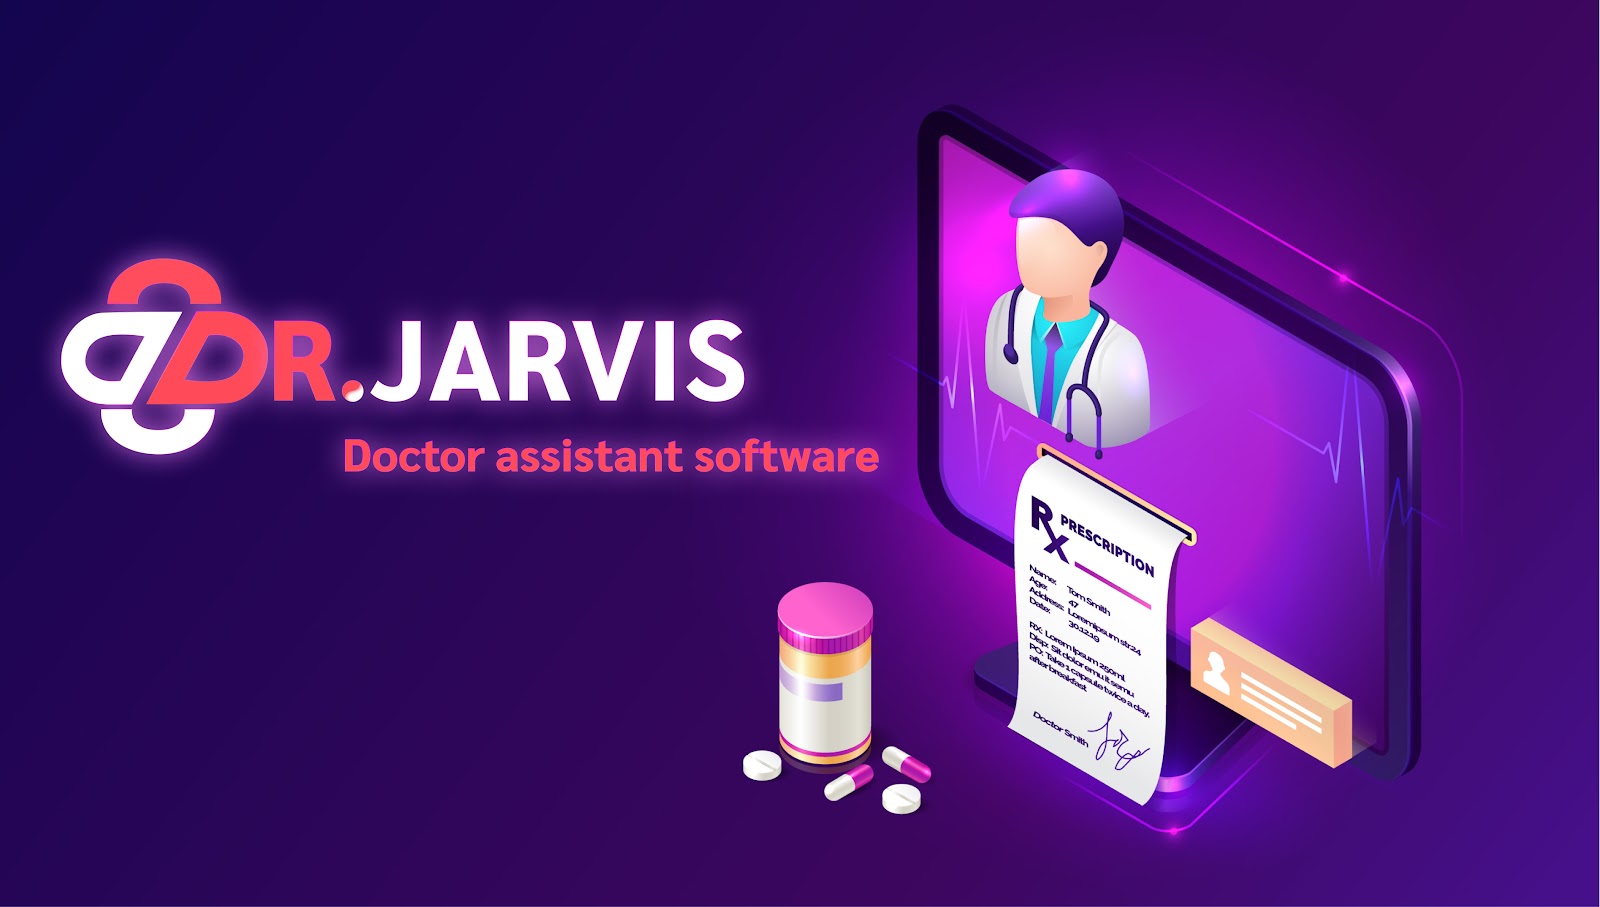 DR.JARVIS
Doctor assistant software
Rx PRESCRIPTION
Name: Tom Smith
Age: 47
Address: Loremipsum str.24
Date: 30.12.19
RX: Lorem Ipsum 250ml
Disp: Sit dolor emu it semu
PO: Take 1 capsule twice a day,
after breakfast
Doctor Smith